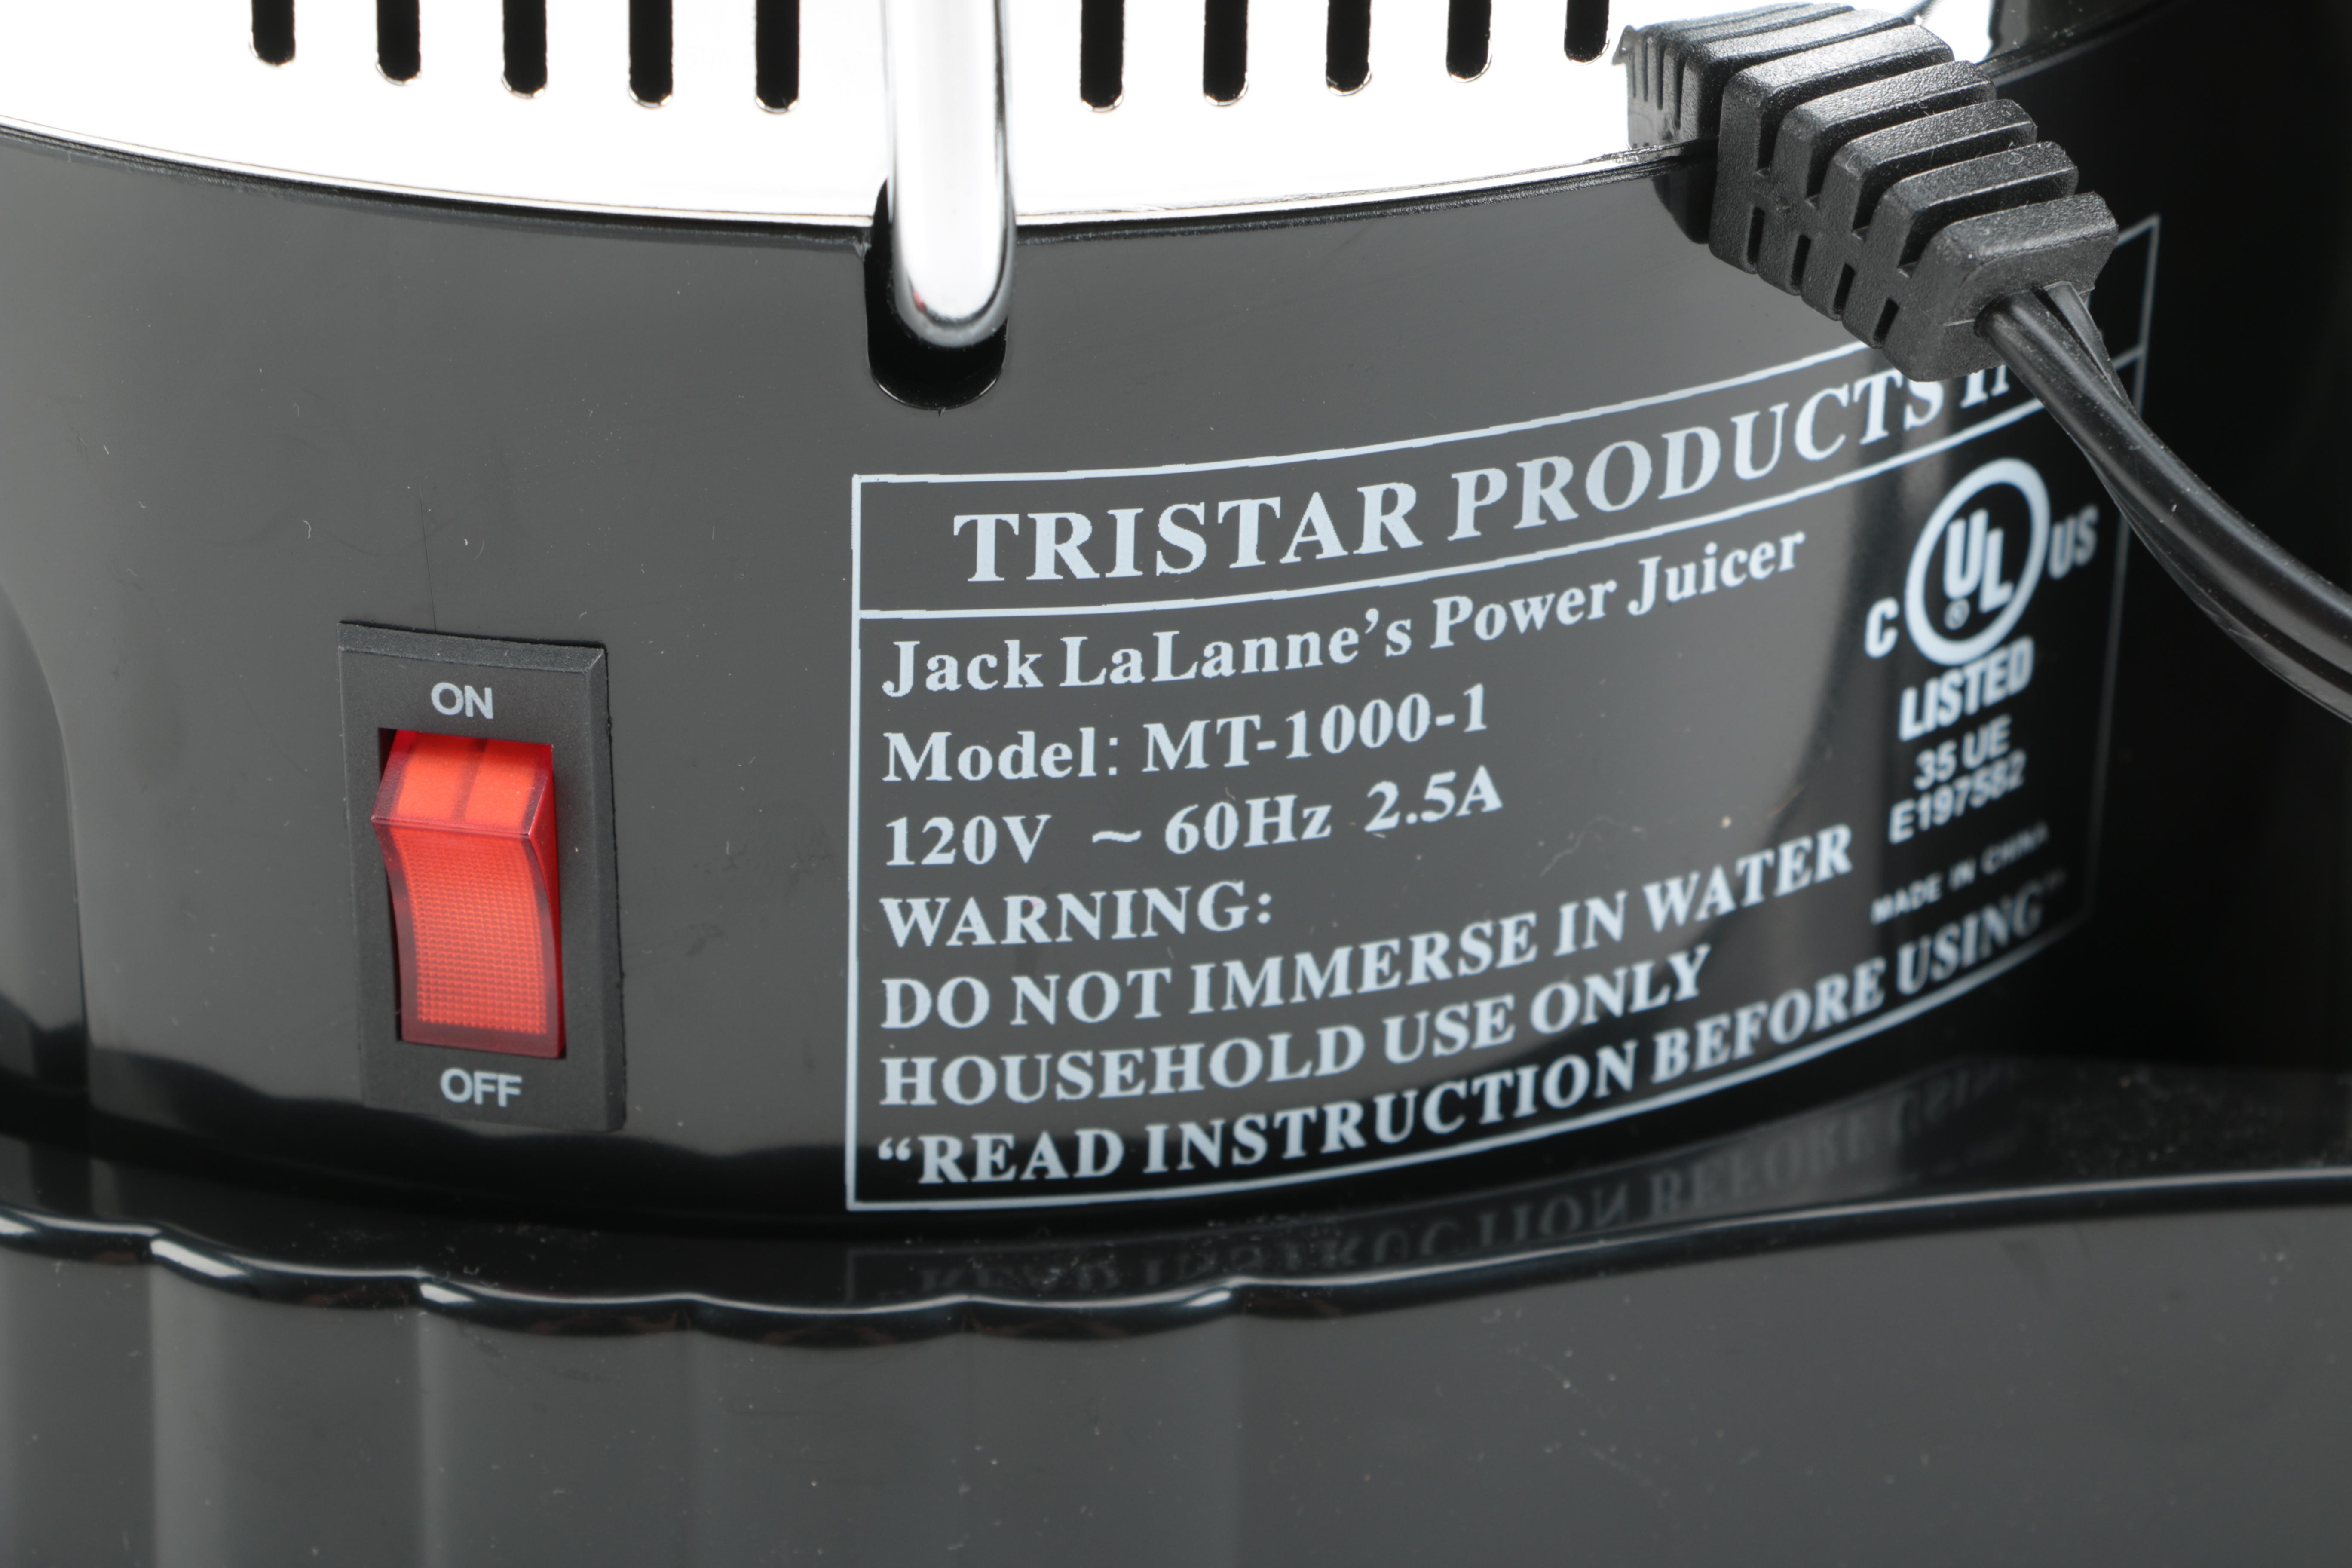 TRISTAR PRODUCTS
Jack LaLanne's Power Juicer
Model: MT-1000-1
120V ~ 60Hz 2.5A
WARNING:
DO NOT IMMERSE IN WATER
HOUSEHOLD USE ONLY
“READ INSTRUCTION BEFORE USING”
C UL® US
LISTED
35 UE
E197582
MADE IN CHINA
ON
OFF